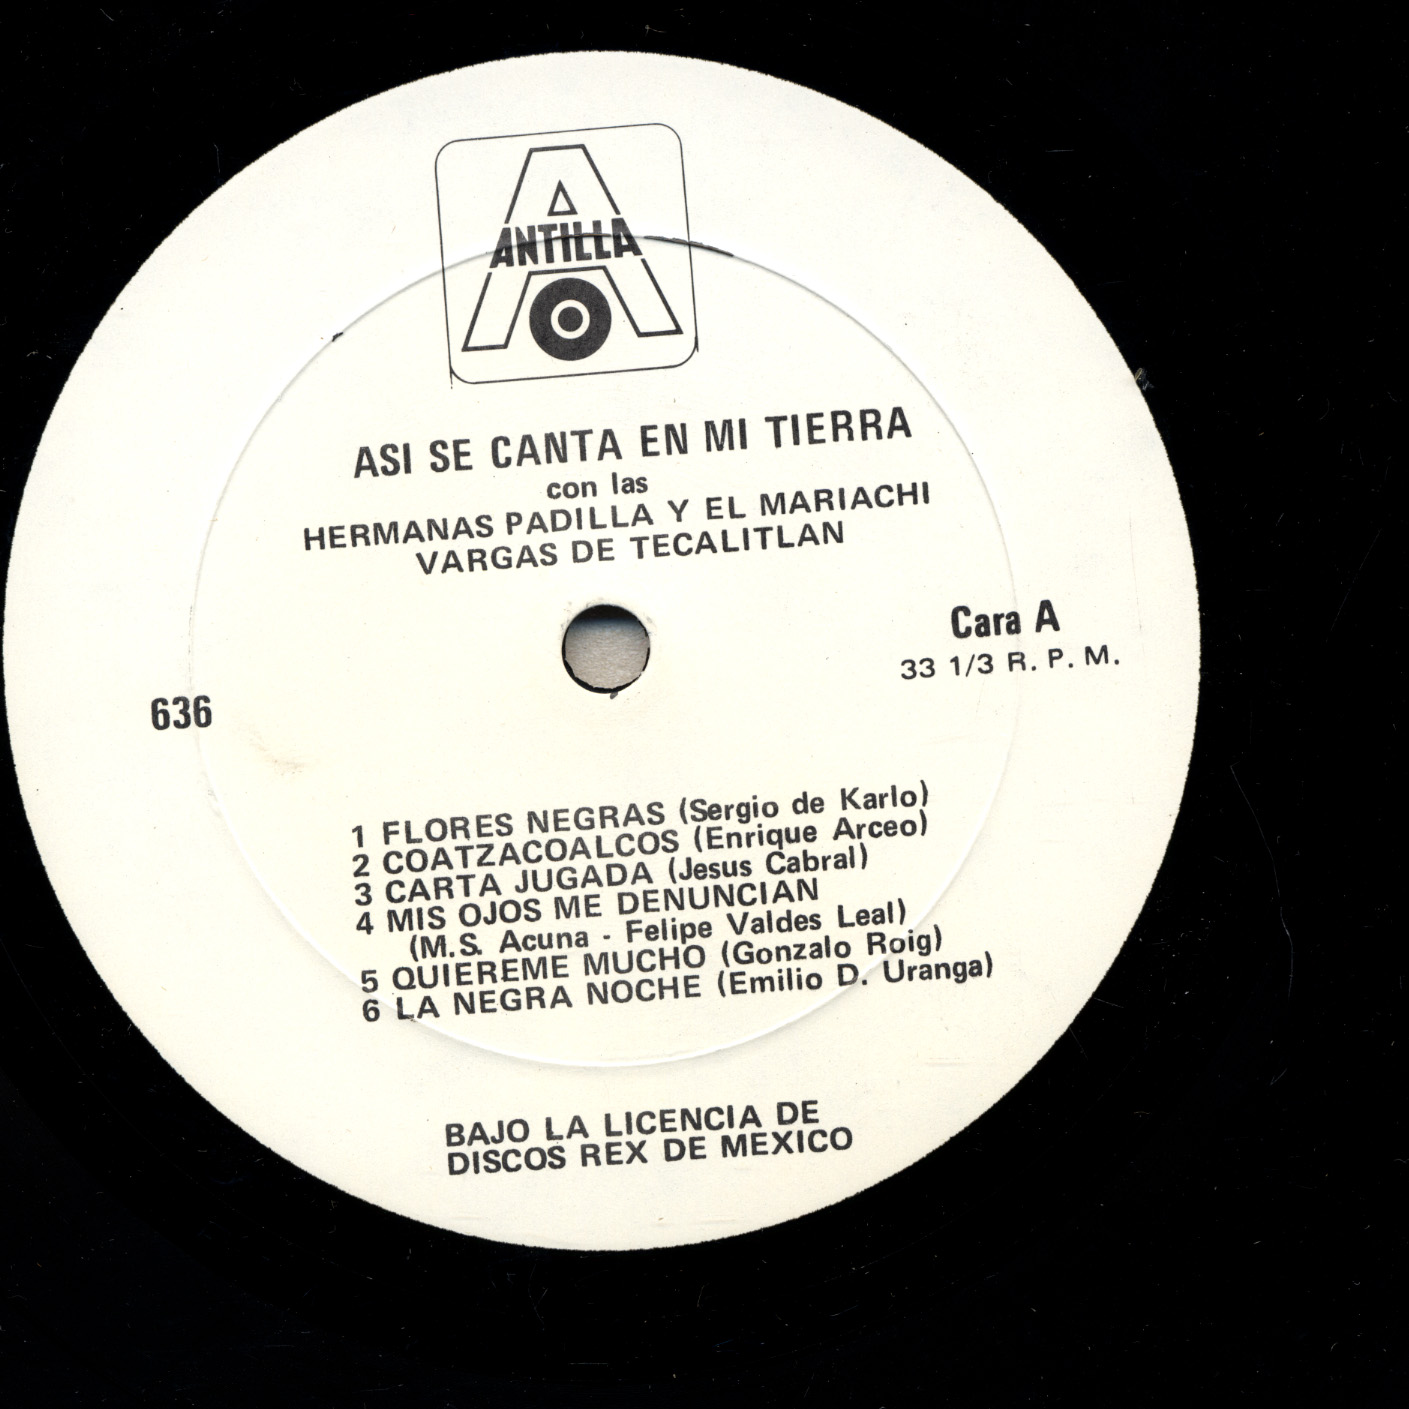 ANTILLA
ASI SE CANTA EN MI TIERRA
con las
HERMANAS PADILLA Y EL MARIACHI
VARGAS DE TECALITLAN
Cara A
33 1/3 R. P. M.
636
1 FLORES NEGRAS (Sergio de Karlo)
2 COATZACOALCOS (Enrique Arceo)
3 CARTA JUGADA (Jesus Cabral)
4 MIS OJOS ME DENUNCIAN
(M.S. Acuna - Felipe Valdes Leal)
5 QUIEREME MUCHO (Gonzalo Roig)
6 LA NEGRA NOCHE (Emilio D. Uranga)
BAJO LA LICENCIA DE
DISCOS REX DE MEXICO